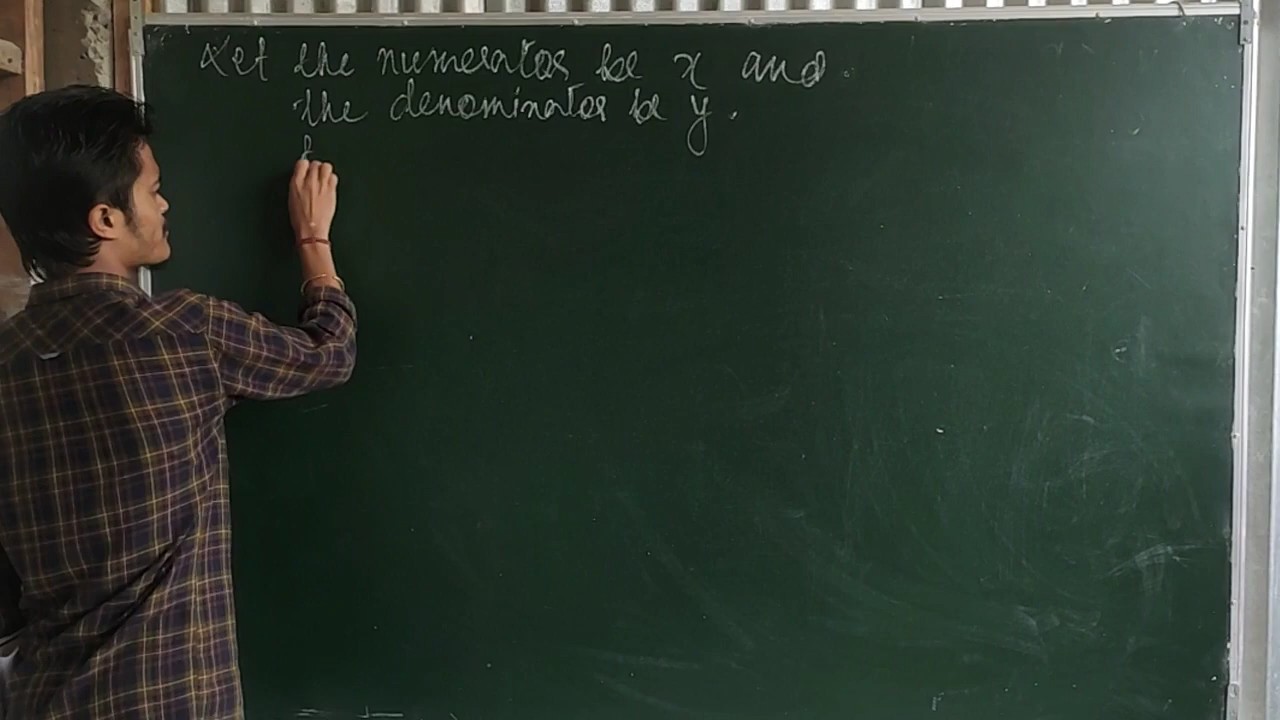 Let the numerator be x and
the denominator be y.